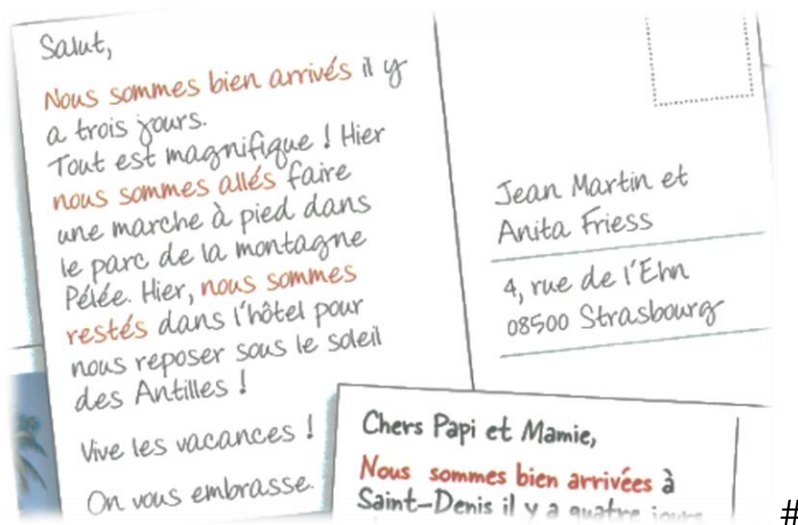 Salut,
Nous sommes bien arrivés il y
a trois jours.
Tout est magnifique ! Hier
nous sommes allés faire
une marche à pied dans
le parc de la montagne
Pélée. Hier, nous sommes
restés dans l'hôtel pour
nous reposer sous le soleil
des Antilles !
Vive les vacances !
On vous embrasse.
Jean Martin et
Anita Friess
4, rue de l'Ehn
08500 Strasbourg
Chers Papi et Mamie,
Nous sommes bien arrivées à
Saint-Denis il y a quatre jours
#